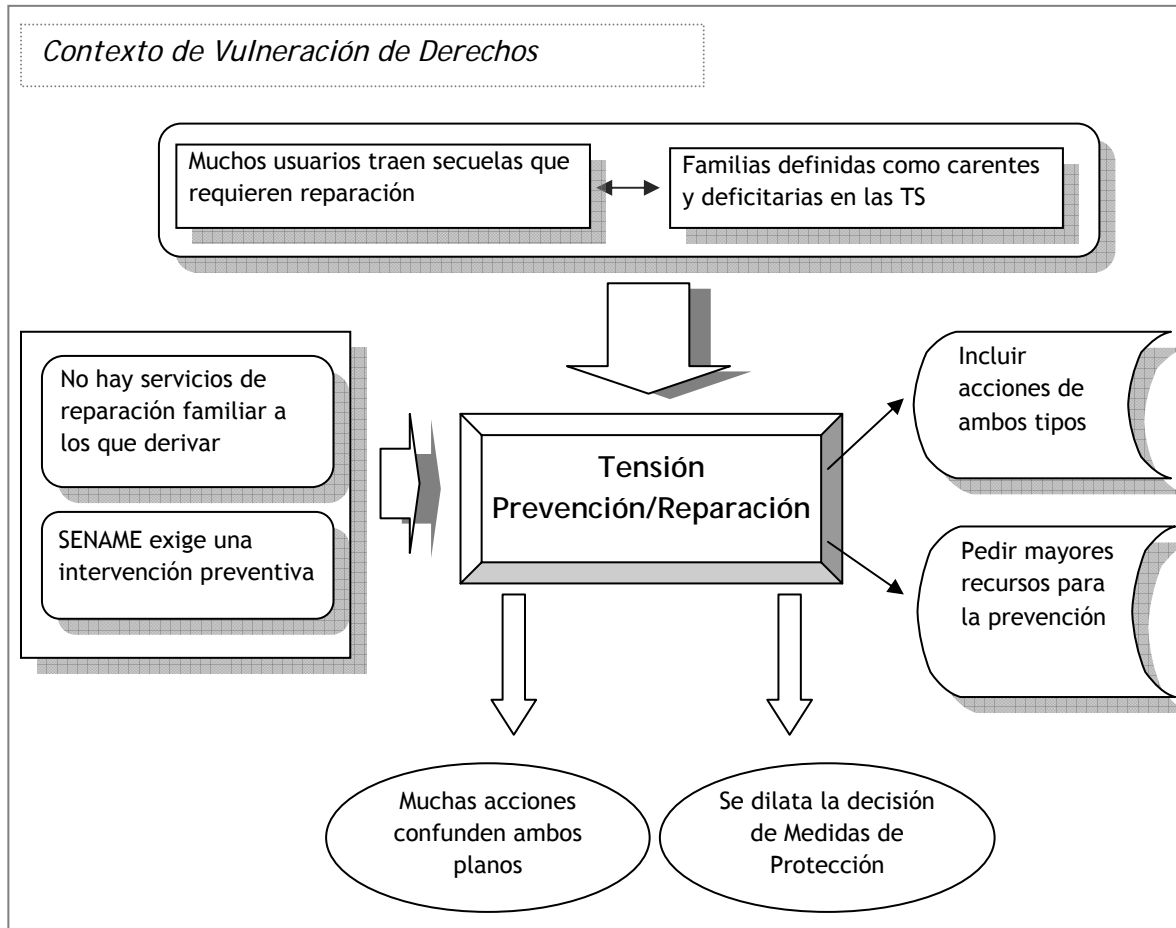 Contexto de Vulneración de Derechos
Muchos usuarios traen secuelas que
requieren reparación
Familias definidas como carentes
y deficitarias en las TS
No hay servicios de
reparación familiar a
los que derivar
SENAME exige una
intervención preventiva
Tensión
Prevención/Reparación
Incluir
acciones de
ambos tipos
Pedir mayores
recursos para
la prevención
Muchas acciones
confunden ambos
planos
Se dilata la decisión
de Medidas de
Protección